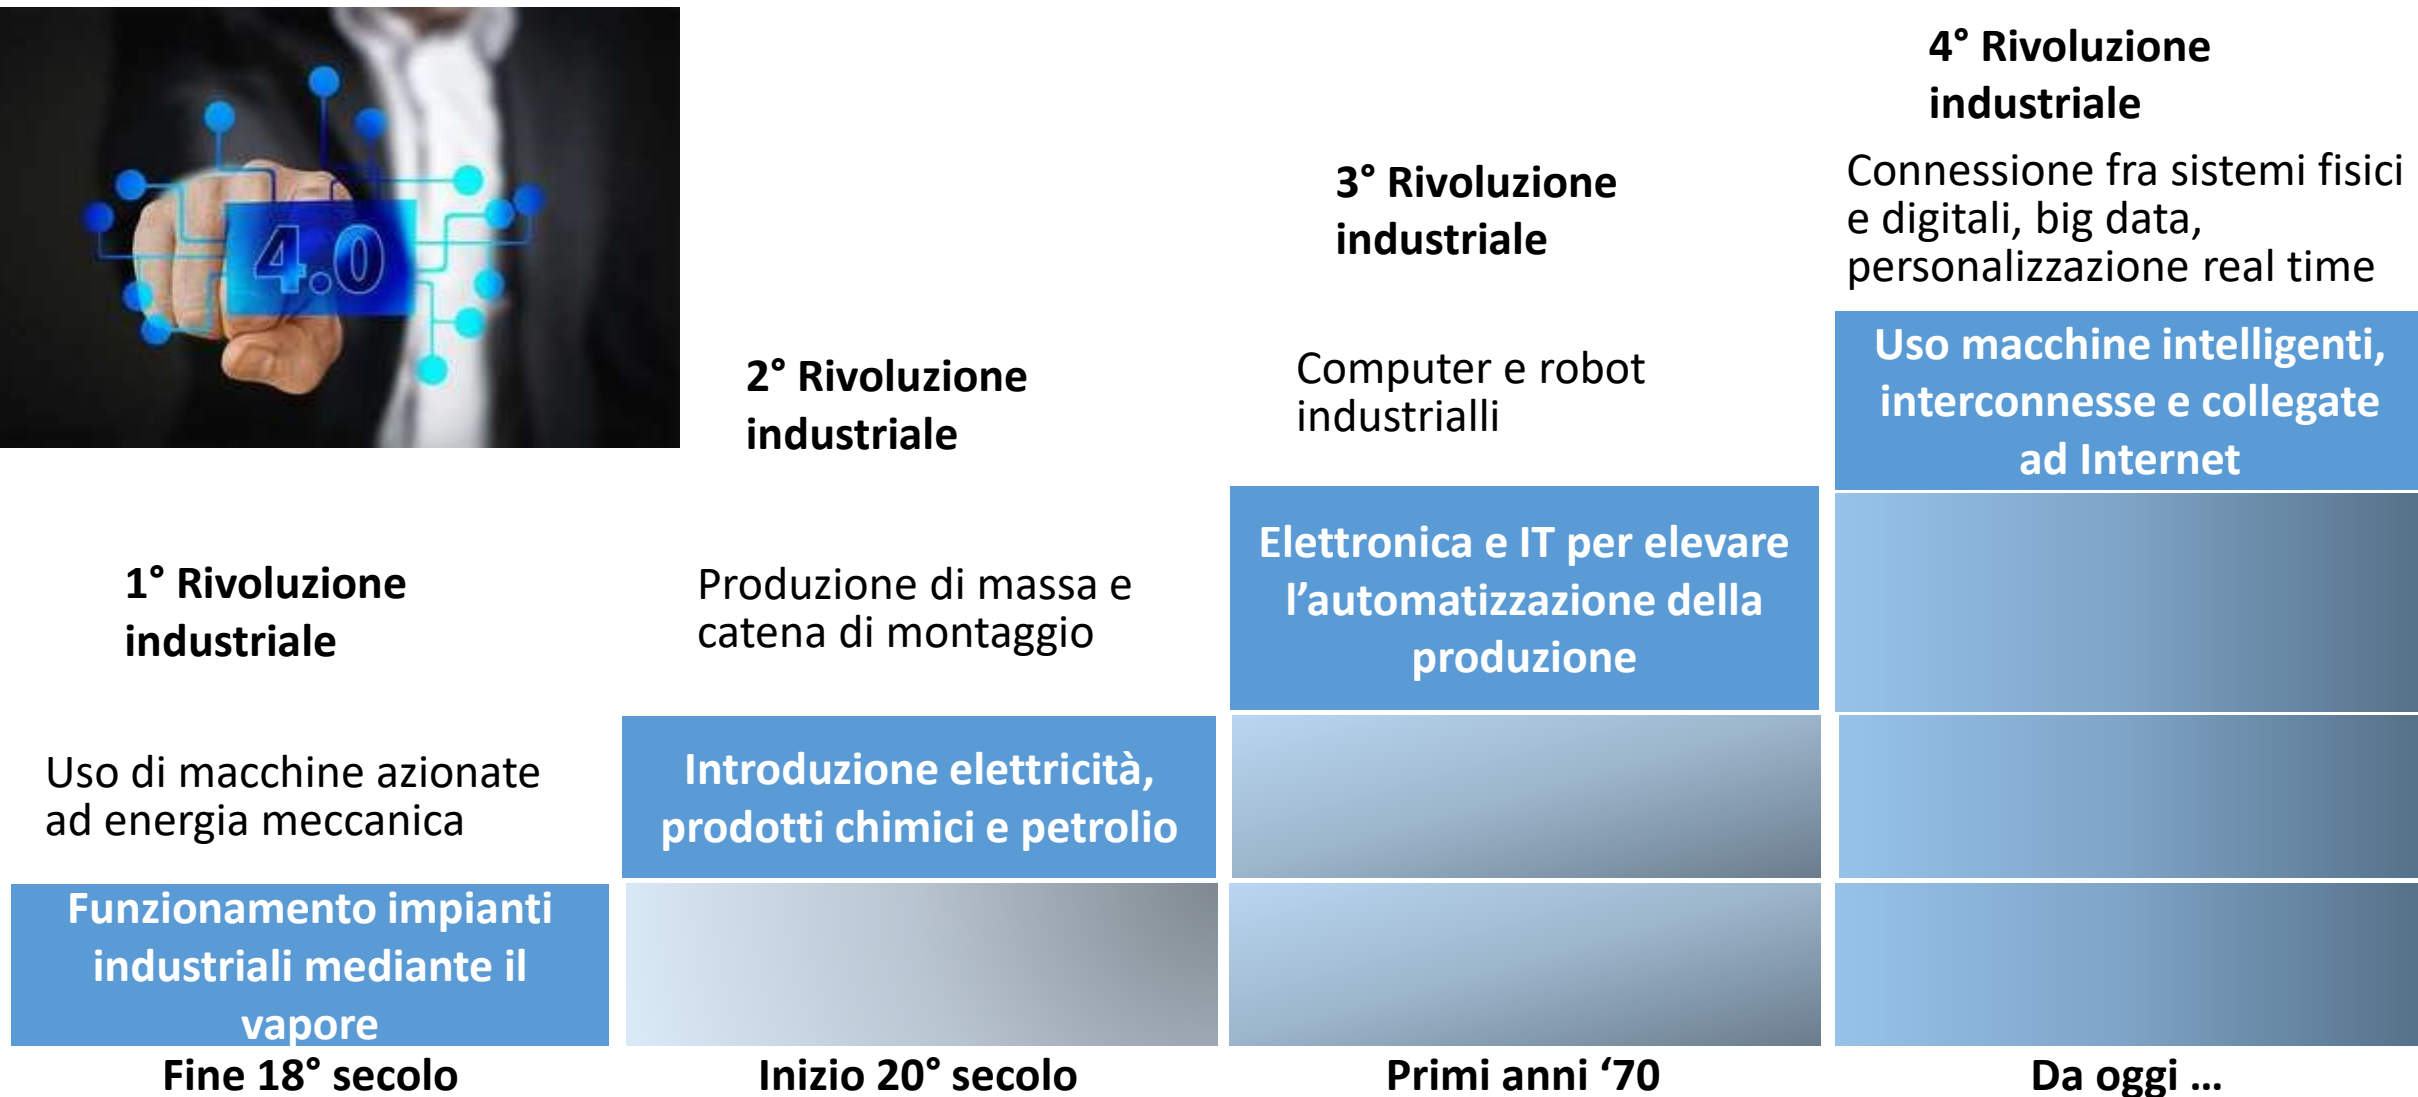 4.0
1° Rivoluzione
industriale
Uso di macchine azionate
ad energia meccanica
Funzionamento impianti
industriali mediante il
vapore
Fine 18° secolo
2° Rivoluzione
industriale
Produzione di massa e
catena di montaggio
Introduzione elettricità,
prodotti chimici e petrolio
Inizio 20° secolo
3° Rivoluzione
industriale
Computer e robot
industrialli
Elettronica e IT per elevare
l’automatizzazione della
produzione
Primi anni ‘70
4° Rivoluzione
industriale
Connessione fra sistemi fisici
e digitali, big data,
personalizzazione real time
Uso macchine intelligenti,
interconnesse e collegate
ad Internet
Da oggi ...